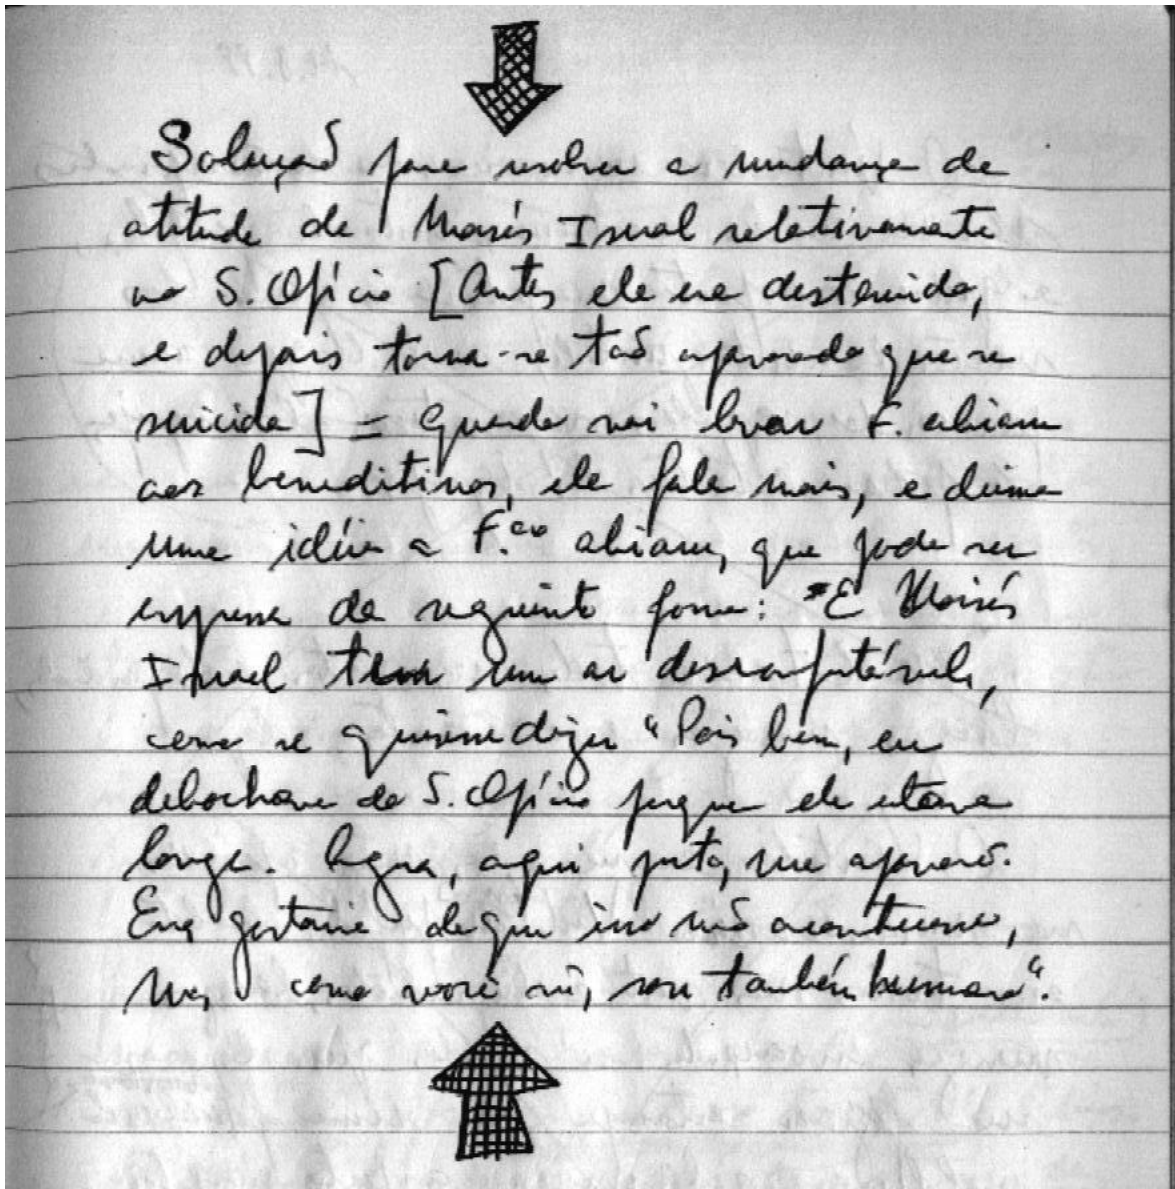 Solução para resolver a mudança de
atitude de Moisés Israel relativamente
ao S. Ofício [Antes ele era destemido,
e depois torna-se tão apavorado que se
suicida] = Quando vai levar F. abiam
aos beneditinos, ele fala mais, e deixa
uma idéia a F.co abiam, que pode ser
expressa da seguinte forma: "E Moisés
Israel tinha um ar desconfortável,
como se quisesse dizer "Pois bem, eu
debochava do S. Ofício porque ele estava
longe. Agora, aqui perto, me apavoro.
Eu gostaria de que isso não acontecesse,
Mas, como você vê, sou também humano".